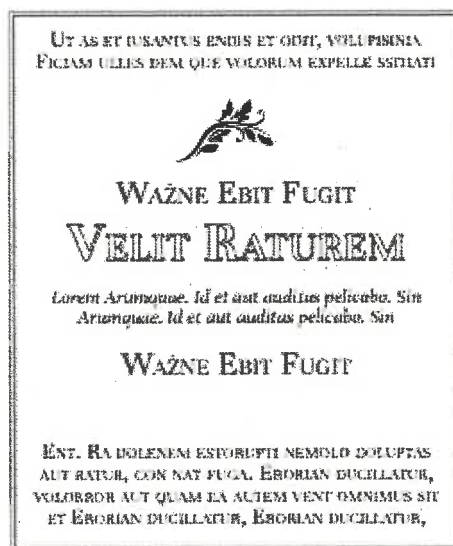 UT AS ET IUSANTUS ENDIS ET ODIT, VOLUPISINIA
FICIAM ULLES DEM QUE VOLORUM EXPELLE SSITIATI
WAŻNE EBIT FUGIT
VELIT RATUREM
Lorem Arumquae. Id et aut auditas pelicabo. Sin
Arumquae. Id et aut auditas pelicabo. Sin
WAŻNE EBIT FUGIT
ENT. RA DOLENEM ESTORUPTI NEMOLO DOLUPTAS
AUT RATUR, CON NAT FUGA. EBORIAN DUCILLATUR,
VOLORROR AUT QUAM EA AUTEM VENT OMNIMUS SIT
ET EBORIAN DUCILLATUR, EBORIAN DUCILLATUR,